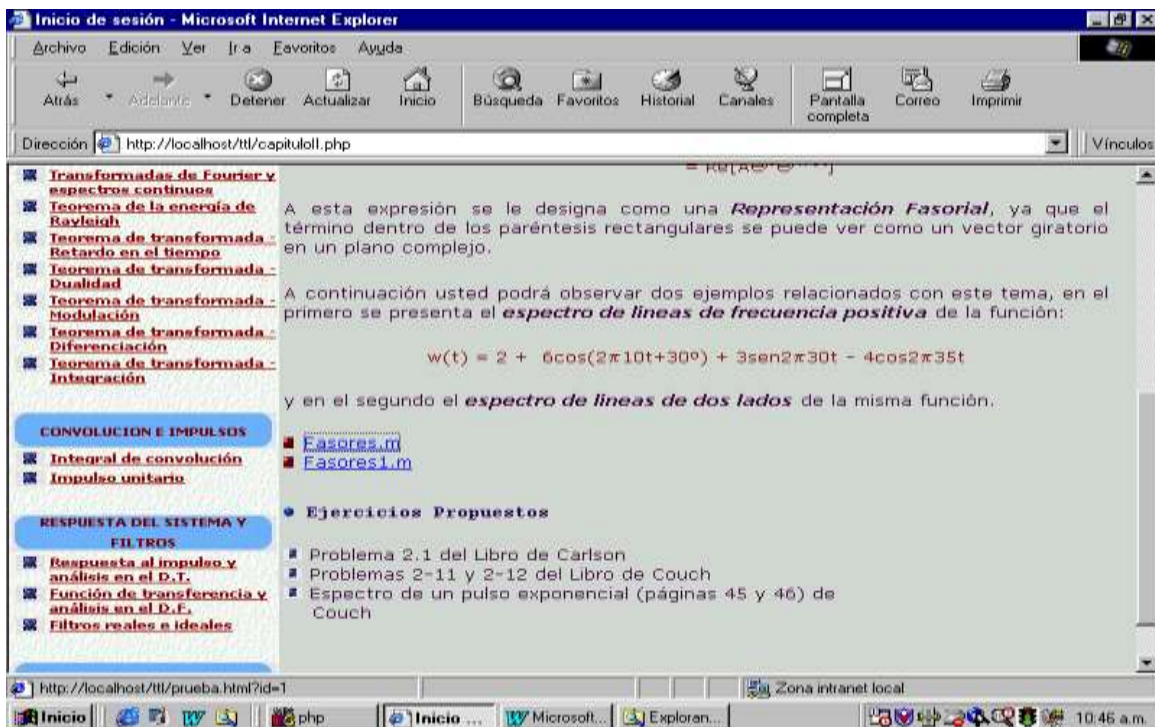 Inicio de sesión - Microsoft Internet Explorer
Archivo Edición Ver Ir a Favoritos Ayuda
Atrás Adelante Detener Actualizar Inicio Búsqueda Favoritos Historial Canales Pantalla completa Correo Imprimir
Dirección http://localhost/ttl/capituloII.php Vínculos
Transformadas de Fourier y
espectros continuos
Teorema de la energía de
Rayleigh
Teorema de transformada -
Retardo en el tiempo
Teorema de transformada -
Dualidad
Teorema de transformada -
Modulación
Teorema de transformada -
Diferenciación
Teorema de transformada -
Integración
CONVOLUCION E IMPULSOS
Integral de convolución
Impulso unitario
RESPUESTA DEL SISTEMA Y
FILTROS
Respuesta al impulso y
análisis en el D.T.
Función de transferencia y
análisis en el D.F.
Filtros reales e ideales
A esta expresión se le designa como una Representación Fasorial, ya que el
término dentro de los paréntesis rectangulares se puede ver como un vector giratorio
en un plano complejo.
A continuación usted podrá observar dos ejemplos relacionados con este tema, en el
primero se presenta el espectro de lineas de frecuencia positiva de la función:
w(t) = 2 + 6cos(2π10t+30º) + 3sen2π30t - 4cos2π35t
y en el segundo el espectro de lineas de dos lados de la misma función.
Fasores.m
Fasores1.m
Ejercicios Propuestos
Problema 2.1 del Libro de Carlson
Problemas 2-11 y 2-12 del Libro de Couch
Espectro de un pulso exponencial (páginas 45 y 46) de
Couch
http://localhost/ttl/prueba.html?id=1 Zona intranet local
Inicio php Inicio ... Microsoft... Exploran... 10:46 a.m.